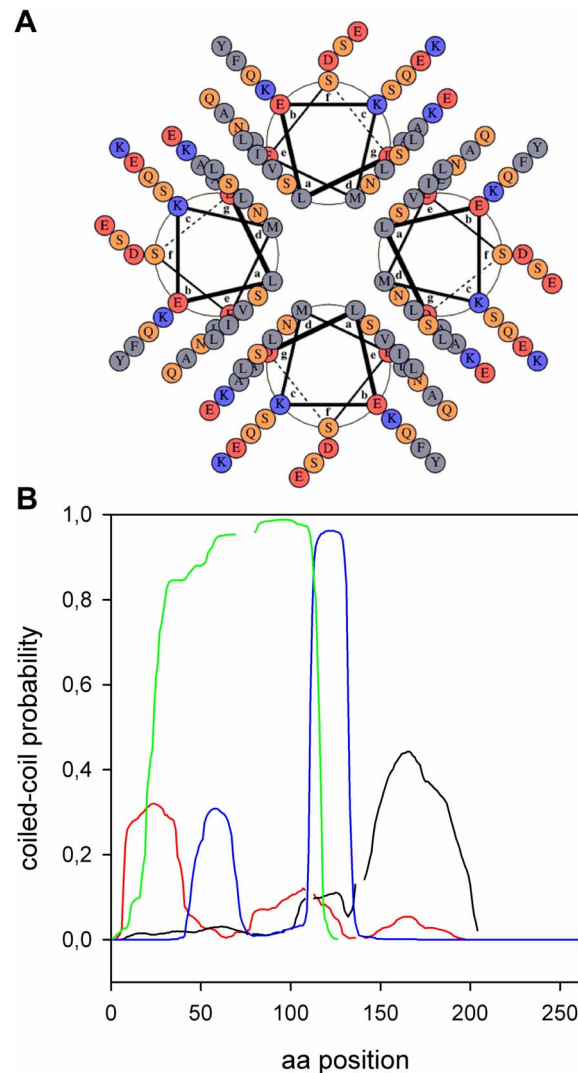 A
Y F Q K E
E S D S
E K Q S K
b
f
c
Q A N L I V S L
e
a
g
d
E K A L S L N M
K E Q S K
E K A L S L N M
E S D S
Y F Q K E
Q A N L I V S L
c
g
d
f
a
b
e
L S V I L N A Q
E K Q F Y
S D S E
K S Q E K
M N L S L A K E
a
e
b
f
d
c
g
M N L S L A K E
L S V I L N A Q
K S Q E K
S D S E
E K Q F Y
d
a
g
e
c
b
f
B
coiled-coil probability
1,0
0,8
0,6
0,4
0,2
0,0
0 50 100 150 200 250
aa position